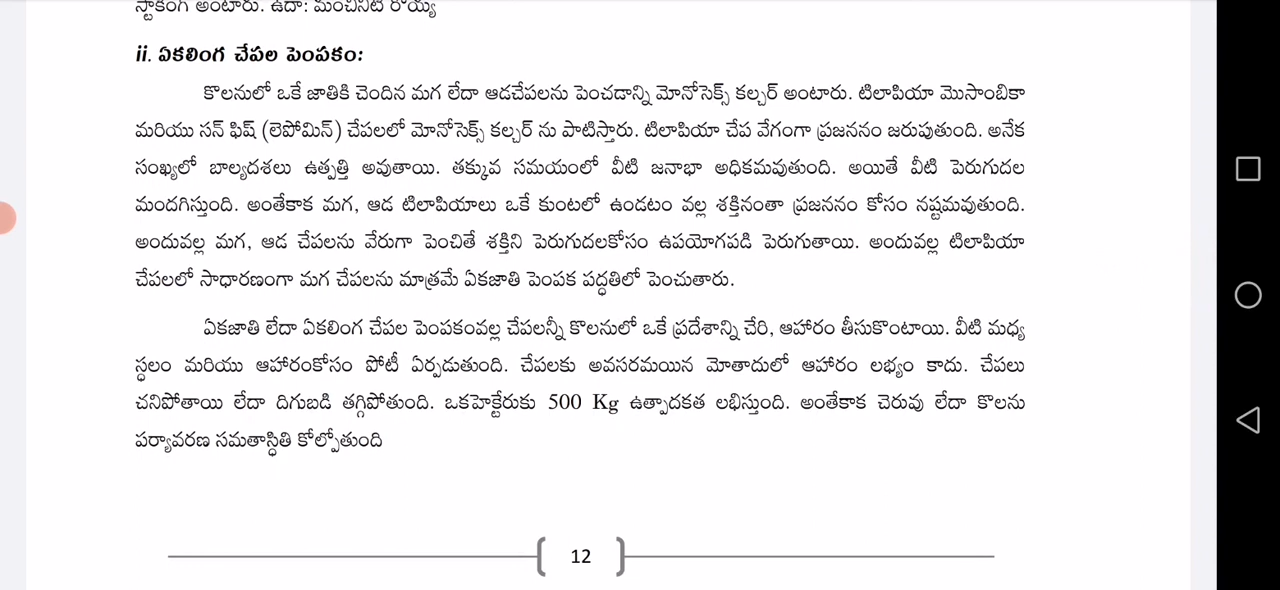 స్టాకింగ్ అంటారు. ఉదా: మంచినీటి రొయ్య
ii. ఏకలింగ చేపల పెంపకం:
కొలనులో ఒకే జాతికి చెందిన మగ లేదా ఆడచేపలను పెంచడాన్ని మోనోసెక్స్ కల్చర్ అంటారు. టిలాపియా మొసాంబికా
మరియు సన్ ఫిష్ (లెపోమిన్) చేపలలో మోనోసెక్స్ కల్చర్ ను పాటిస్తారు. టిలాపియా చేప వేగంగా ప్రజననం జరుపుతుంది. అనేక
సంఖ్యలో బాల్యదశలు ఉత్పత్తి అవుతాయి. తక్కువ సమయంలో వీటి జనాభా అధికమవుతుంది. అయితే వీటి పెరుగుదల
మందగిస్తుంది. అంతేకాక మగ, ఆడ టిలాపియాలు ఒకే కుంటలో ఉండటం వల్ల శక్తినంతా ప్రజననం కోసం నష్టమవుతుంది.
అందువల్ల మగ, ఆడ చేపలను వేరుగా పెంచితే శక్తిని పెరుగుదలకోసం ఉపయోగపడి పెరుగుతాయి. అందువల్ల టిలాపియా
చేపలలో సాధారణంగా మగ చేపలను మాత్రమే ఏకజాతి పెంపక పద్ధతిలో పెంచుతారు.
ఏకజాతి లేదా ఏకలింగ చేపల పెంపకంవల్ల చేపలన్నీ కొలనులో ఒకే ప్రదేశాన్ని చేరి, ఆహారం తీసుకొంటాయి. వీటి మధ్య
స్ధలం మరియు ఆహారంకోసం పోటీ ఏర్పడుతుంది. చేపలకు అవసరమయిన మోతాదులో ఆహారం లభ్యం కాదు. చేపలు
చనిపోతాయి లేదా దిగుబడి తగ్గిపోతుంది. ఒకహెక్టేరుకు 500 Kg ఉత్పాదకత లభిస్తుంది. అంతేకాక చెరువు లేదా కొలను
పర్యావరణ సమతాస్ధితి కోల్పోతుంది
12